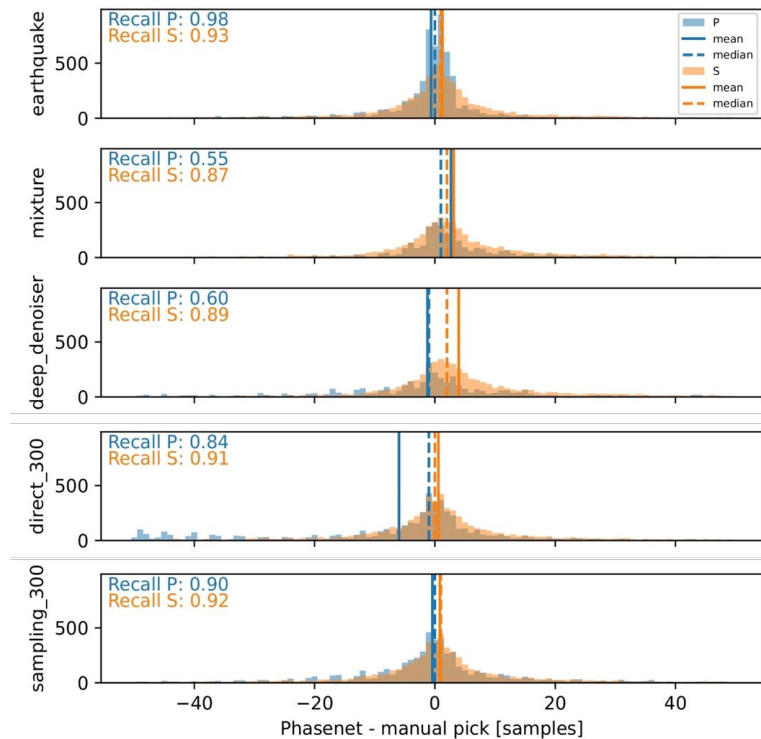 earthquake
Recall P: 0.98
Recall S: 0.93
P
mean
median
S
mean
median
500
0
mixture
Recall P: 0.55
Recall S: 0.87
500
0
deep_denoiser
Recall P: 0.60
Recall S: 0.89
500
0
direct_300
Recall P: 0.84
Recall S: 0.91
500
0
sampling_300
Recall P: 0.90
Recall S: 0.92
500
0
−40 −20 0 20 40
Phasenet - manual pick [samples]